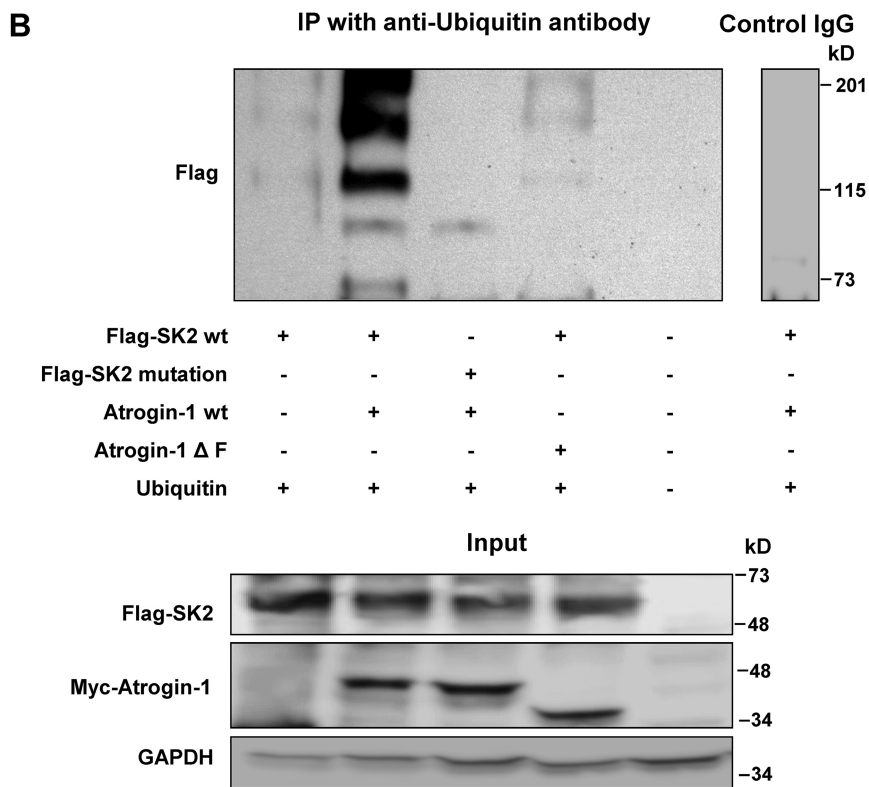 B
IP with anti-Ubiquitin antibody
Control IgG
kD
201
Flag
115
73
Flag-SK2 wt + + - + - +
Flag-SK2 mutation - - + - - -
Atrogin-1 wt - + + - - +
Atrogin-1 Δ F - - - + - -
Ubiquitin + + + + - +
Input
kD
73
Flag-SK2
48
48
Myc-Atrogin-1
34
GAPDH
34